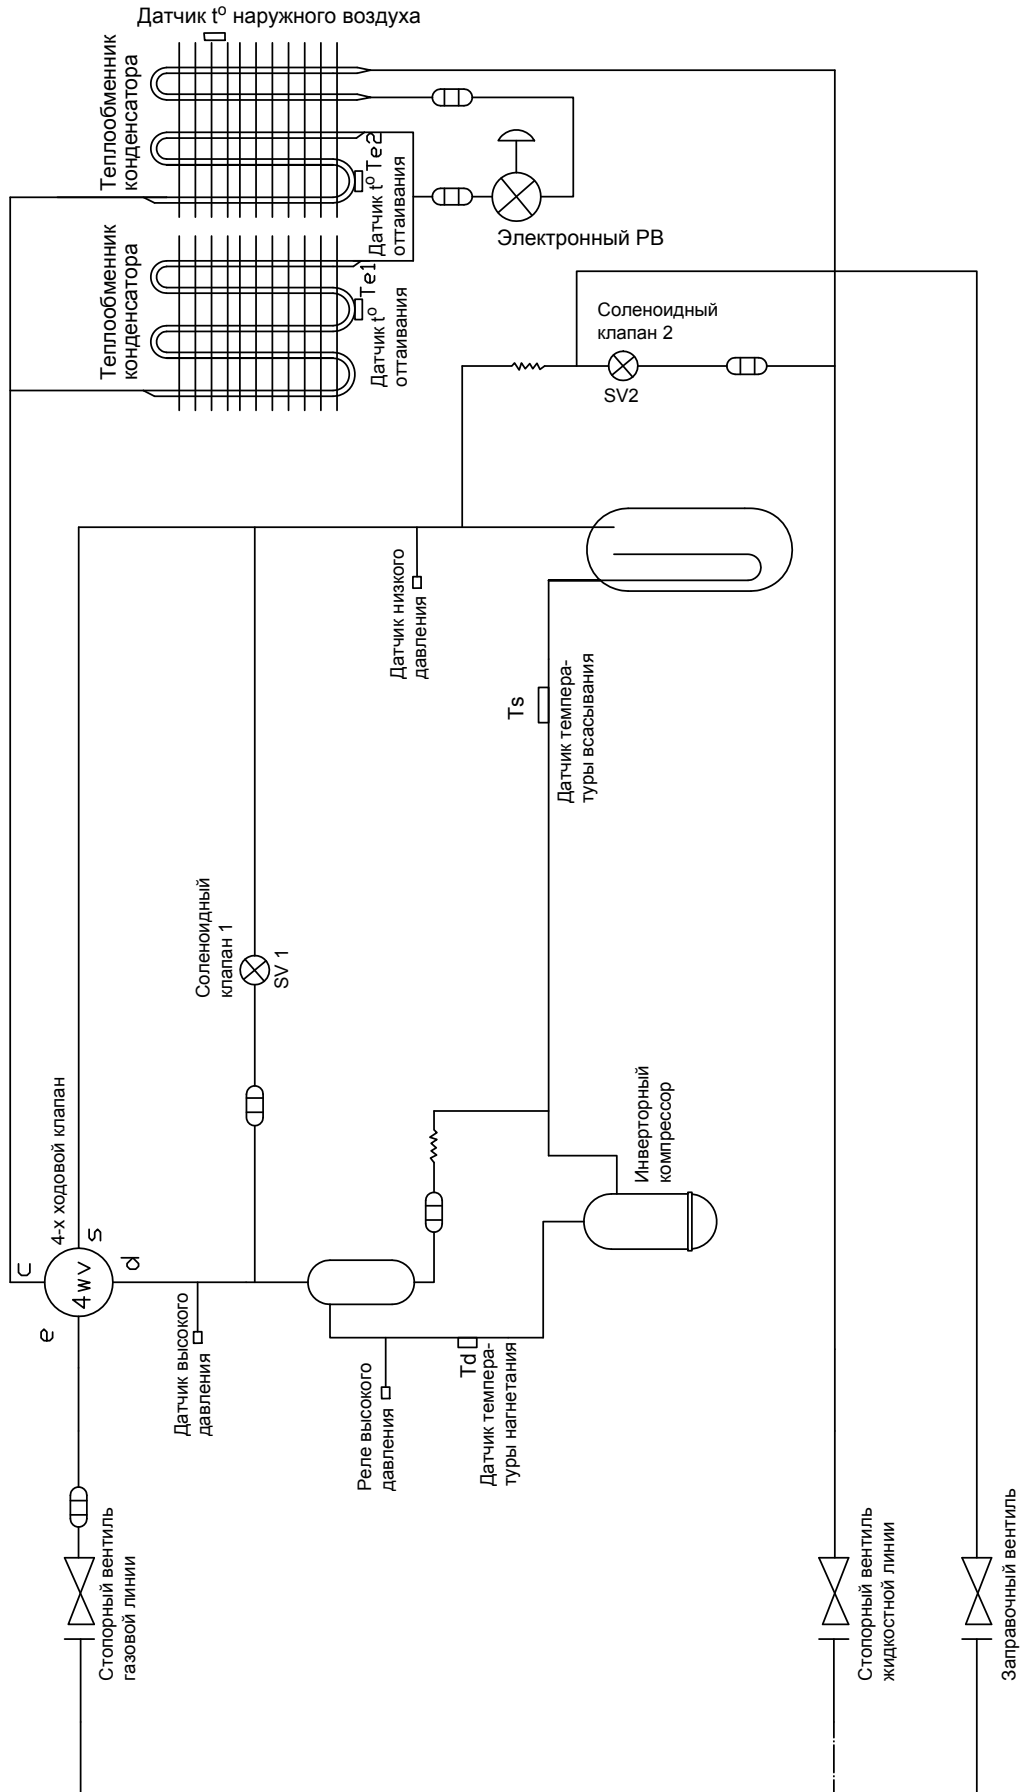 Датчик t° наружного воздуха
Теплообменник
конденсатора
Датчик t° Te2
оттаивания
Электронный РВ
Теплообменник
конденсатора
Датчик t° Te1
оттаивания
Соленоидный
клапан 2
SV2
Датчик низкого
давления
Ts
Датчик темпера-
туры всасывания
Соленоидный
клапан 1
SV 1
4-х ходовой клапан
c
s
4WV
d
e
Инверторный
компрессор
Датчик высокого
давления
Реле высокого
давления
Td
Датчик темпера-
туры нагнетания
Стопорный вентиль
газовой линии
Стопорный вентиль
жидкостной линии
Заправочный вентиль